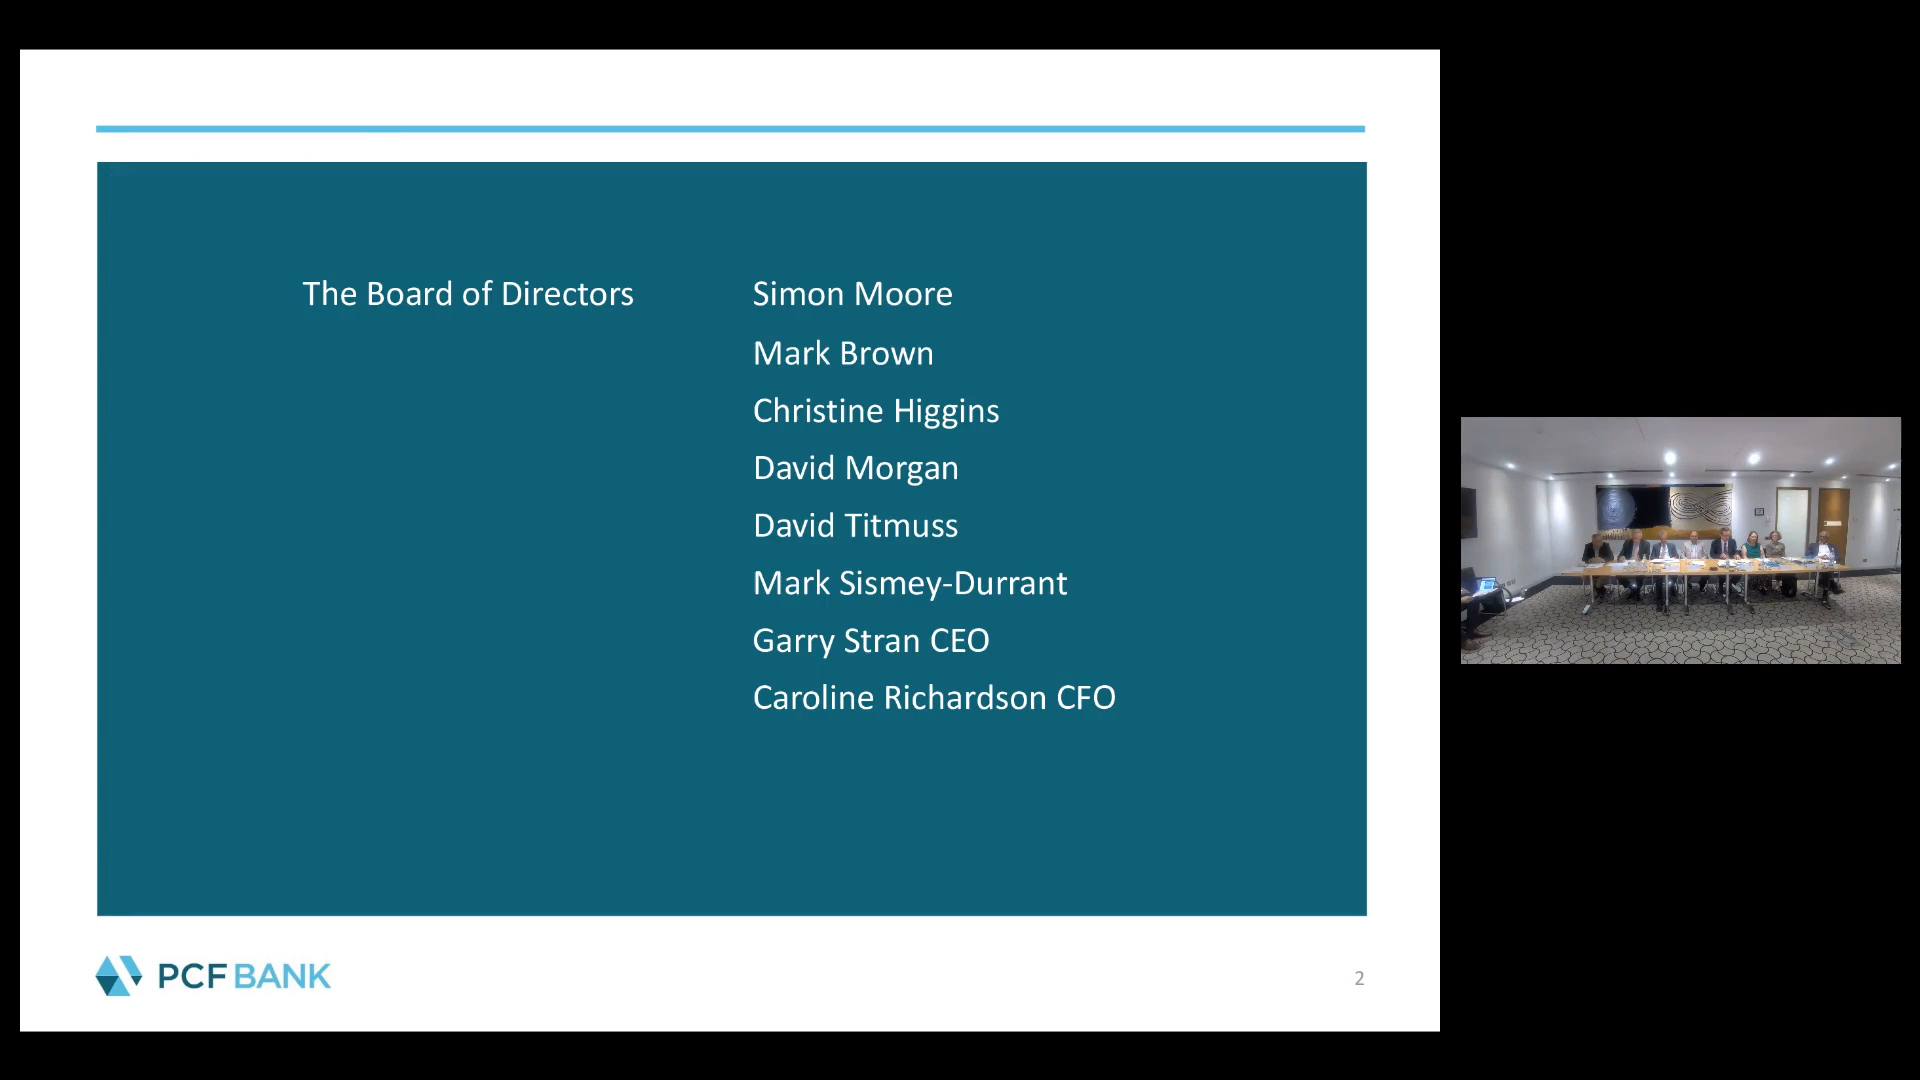 The Board of Directors
Simon Moore
Mark Brown
Christine Higgins
David Morgan
David Titmuss
Mark Sismey-Durrant
Garry Stran CEO
Caroline Richardson CFO
PCF BANK
2